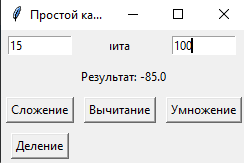 Простой ка...
15 ита 100
Результат: -85.0
Сложение Вычитание Умножение
Деление